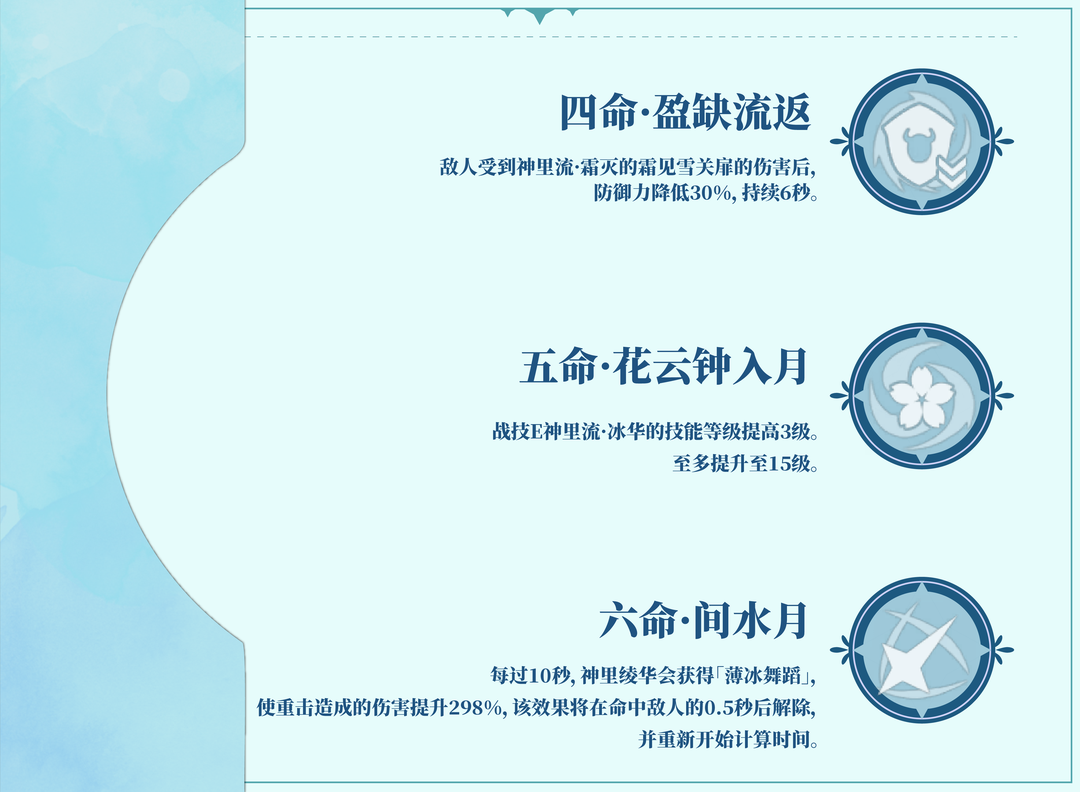 四命·盈缺流返
敌人受到神里流·霜灭的霜见雪关扉的伤害后,
防御力降低30%, 持续6秒。
五命·花云钟入月
战技E神里流·冰华的技能等级提高3级。
至多提升至15级。
六命·间水月
每过10秒, 神里绫华会获得「薄冰舞蹈」,
使重击造成的伤害提升298%, 该效果将在命中敌人的0.5秒后解除,
并重新开始计算时间。